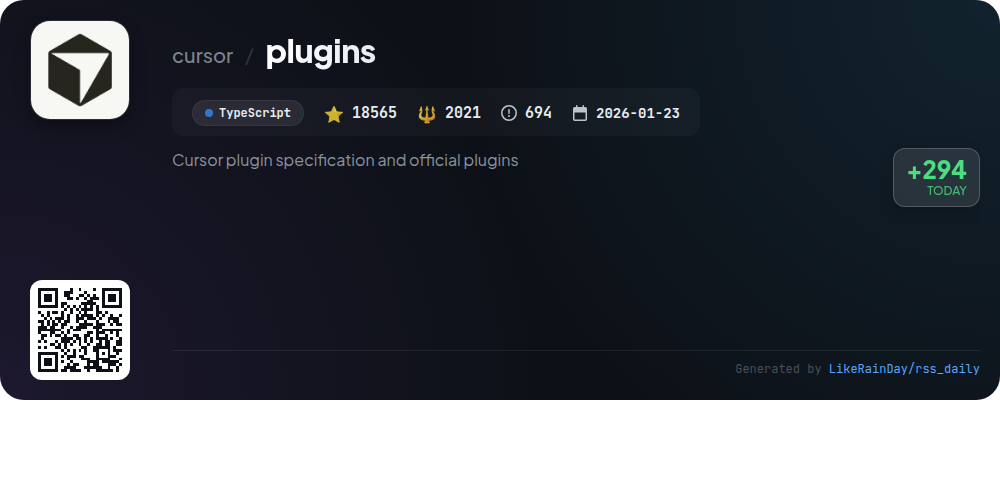 cursor / plugins
TypeScript 18565 2021 694 2026-01-23
Cursor plugin specification and official plugins
+294
TODAY
Generated by LikeRainDay/rss_daily